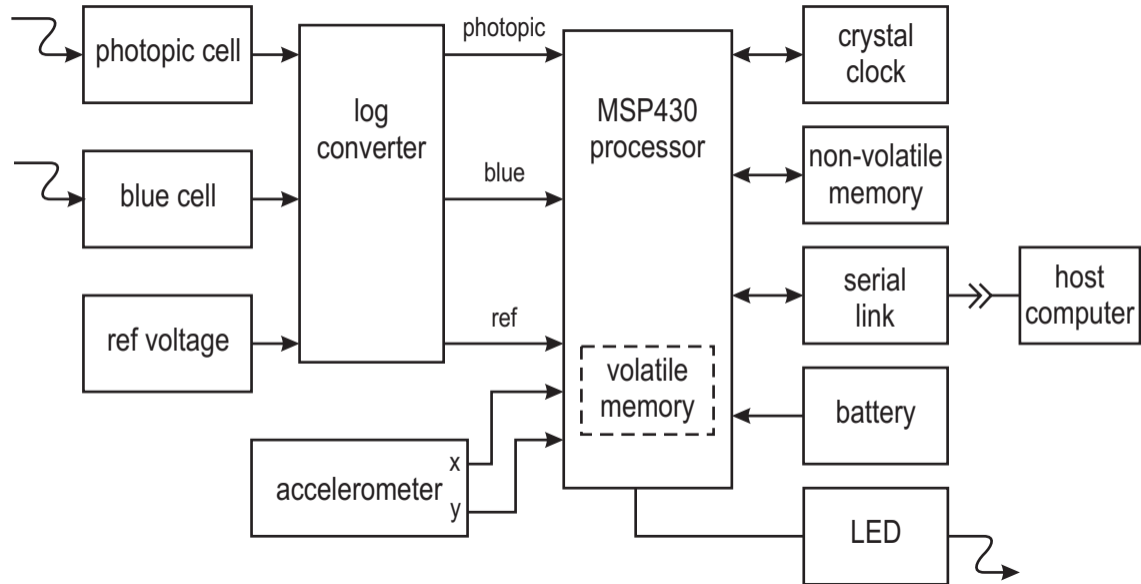 photopic cell
blue cell
ref voltage
log
converter
photopic
blue
ref
accelerometer
x
y
MSP430
processor
volatile
memory
crystal
clock
non-volatile
memory
serial
link
host
computer
battery
LED